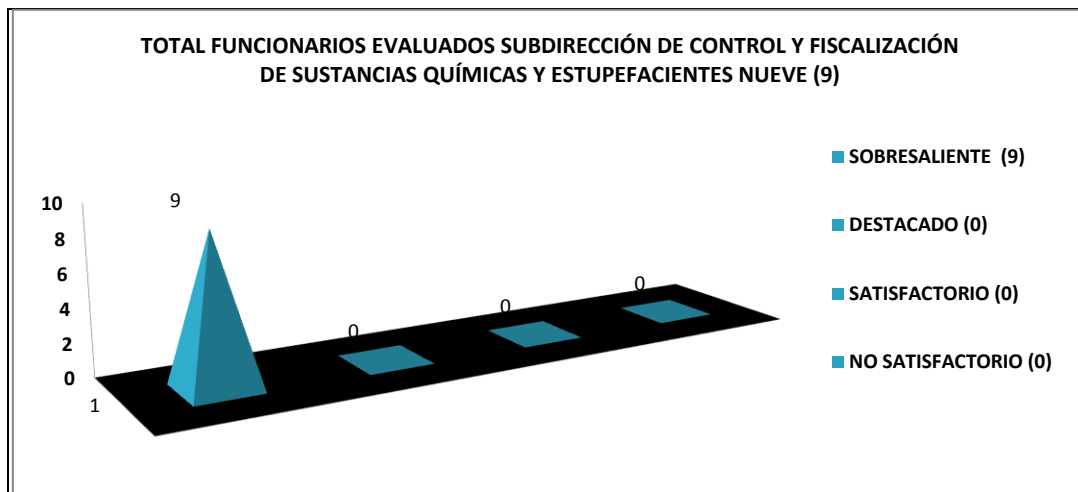 TOTAL FUNCIONARIOS EVALUADOS SUBDIRECCIÓN DE CONTROL Y FISCALIZACIÓN
DE SUSTANCIAS QUÍMICAS Y ESTUPEFACIENTES NUEVE (9)
SOBRESALIENTE (9)
DESTACADO (0)
SATISFACTORIO (0)
NO SATISFACTORIO (0)
10
8
6
4
2
0
1
9
0
0
0